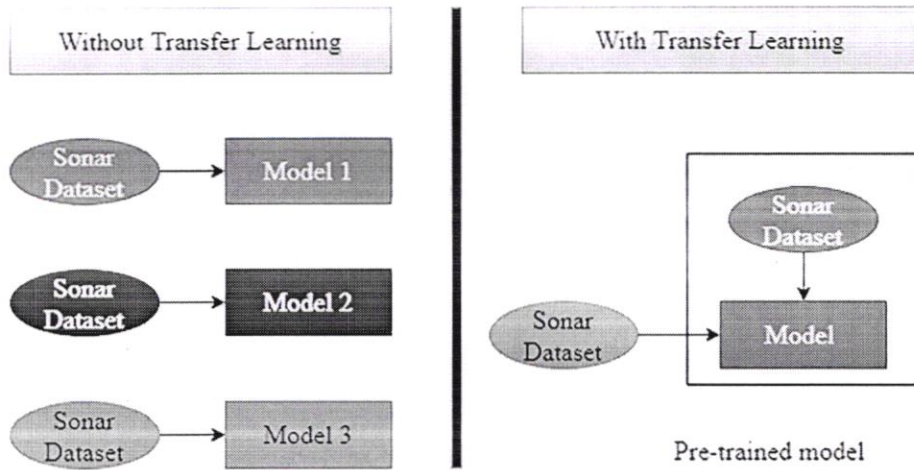 Without Transfer Learning
With Transfer Learning
Sonar
Dataset
Model 1
Sonar
Dataset
Model 2
Sonar
Dataset
Model 3
Sonar
Dataset
Sonar
Dataset
Model
Pre-trained model